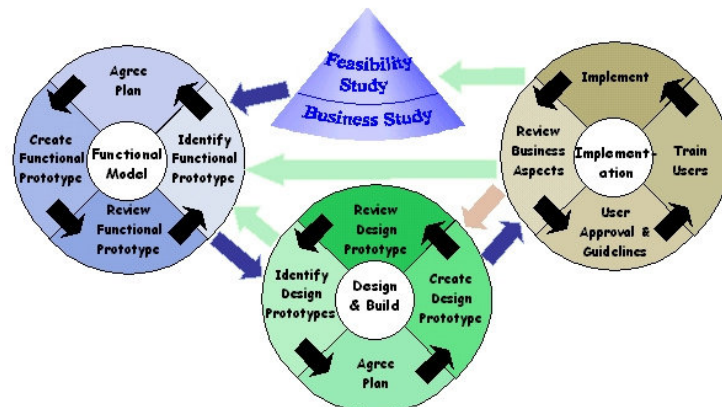 Feasibility
Study
Business Study
Agree
Plan
Create
Functional
Prototype
Functional
Model
Identify
Functional
Prototype
Review
Functional
Prototype
Implement
Review
Business
Aspects
Implement-
ation
Train
Users
User
Approval &
Guidelines
Review
Design
Prototype
Identify
Design
Prototypes
Design
& Build
Create
Design
Prototype
Agree
Plan